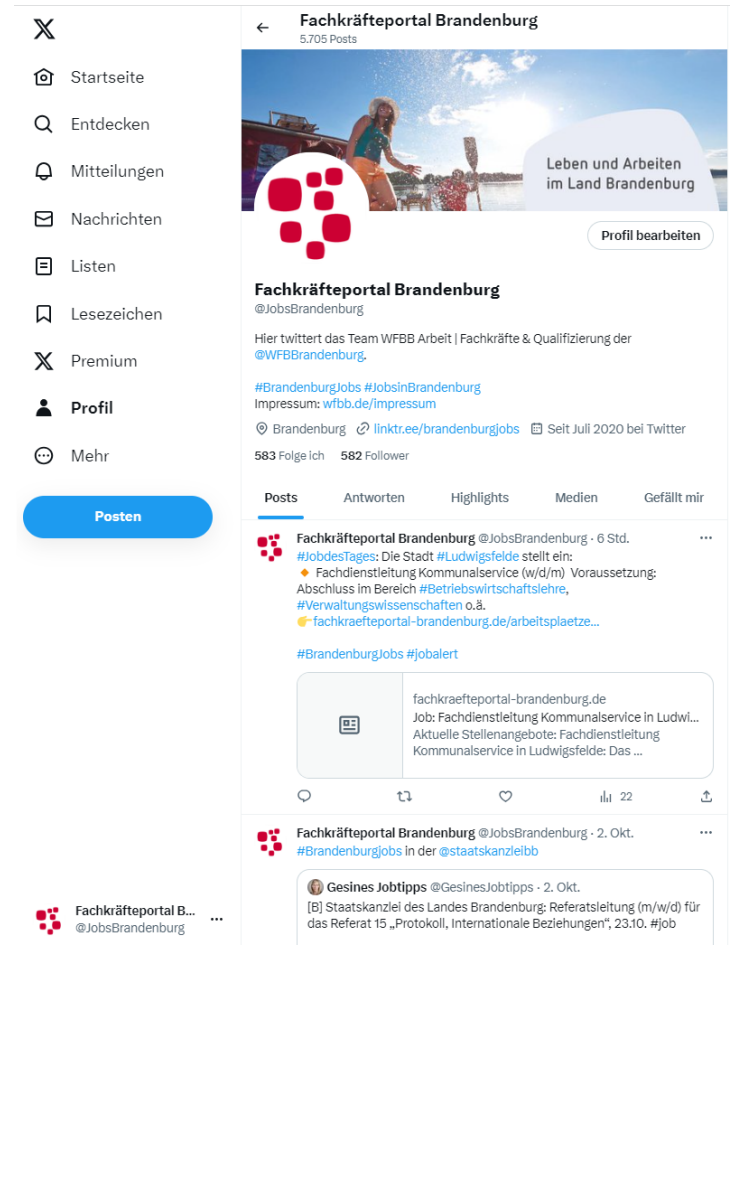 Fachkräfteportal Brandenburg
5.705 Posts
Startseite
Entdecken
Mitteilungen
Nachrichten
Listen
Lesezeichen
Premium
Profil
Mehr
Posten
Fachkräfteportal B...
@JobsBrandenburg
Leben und Arbeiten
im Land Brandenburg
Profil bearbeiten
Fachkräfteportal Brandenburg
@JobsBrandenburg
Hier twittert das Team WFBB Arbeit | Fachkräfte & Qualifizierung der
@WFBBrandenburg.
#BrandenburgJobs #JobsinBrandenburg
Impressum: wfbb.de/impressum
Brandenburg linktr.ee/brandenburgjobs Seit Juli 2020 bei Twitter
583 Folge ich 582 Follower
Posts Antworten Highlights Medien Gefällt mir
Fachkräfteportal Brandenburg @JobsBrandenburg · 6 Std.
#JobdesTages: Die Stadt #Ludwigsfelde stellt ein:
🔸 Fachdienstleitung Kommunalservice (w/d/m) Voraussetzung:
Abschluss im Bereich #Betriebswirtschaftslehre,
#Verwaltungswissenschaften o.ä.
👉fachkraefteportal-brandenburg.de/arbeitsplaetze...
#BrandenburgJobs #jobalert
fachkraefteportal-brandenburg.de
Job: Fachdienstleitung Kommunalservice in Ludwi...
Aktuelle Stellenangebote: Fachdienstleitung
Kommunalservice in Ludwigsfelde: Das ...
22
Fachkräfteportal Brandenburg @JobsBrandenburg · 2. Okt.
#Brandenburgjobs in der @staatskanzleibb
Gesines Jobtipps @GesinesJobtipps · 2. Okt.
[B] Staatskanzlei des Landes Brandenburg: Referatsleitung (m/w/d) für
das Referat 15 „Protokoll, Internationale Beziehungen“, 23.10. #job